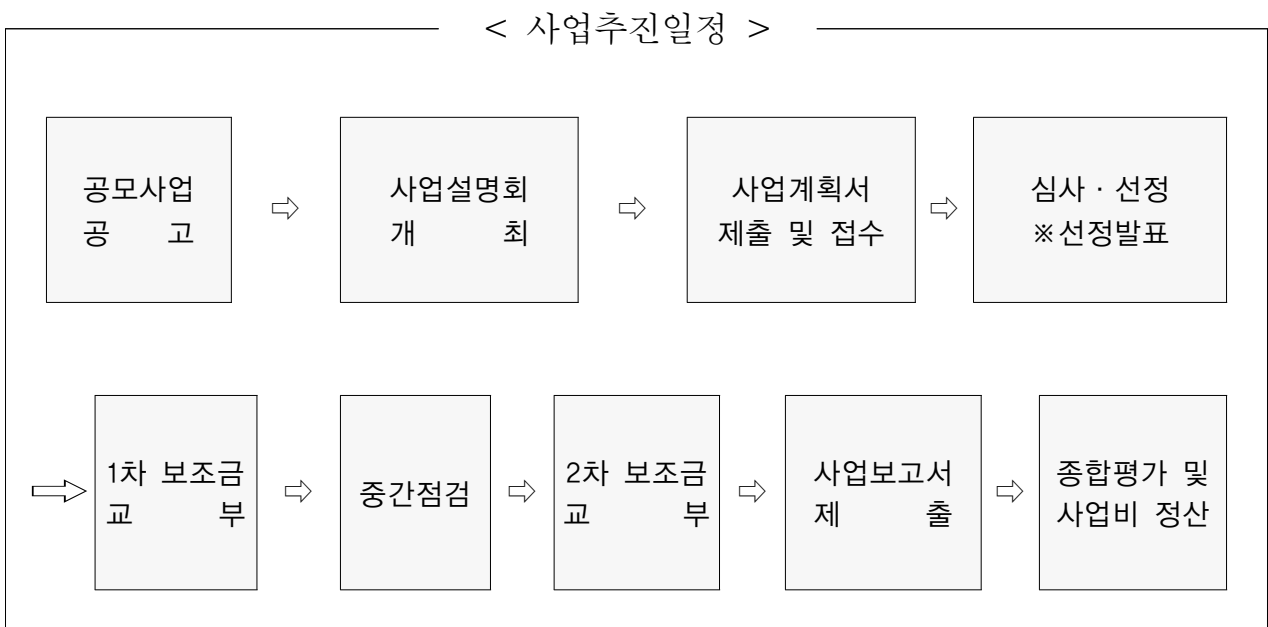 < 사업추진일정 >
공모사업
공 고
⇨
사업설명회
개 최
⇨
사업계획서
제출 및 접수
⇨
심사 · 선정
※선정발표
⇨
1차 보조금
교 부
⇨
중간점검
⇨
2차 보조금
교 부
⇨
사업보고서
제 출
⇨
종합평가 및
사업비 정산